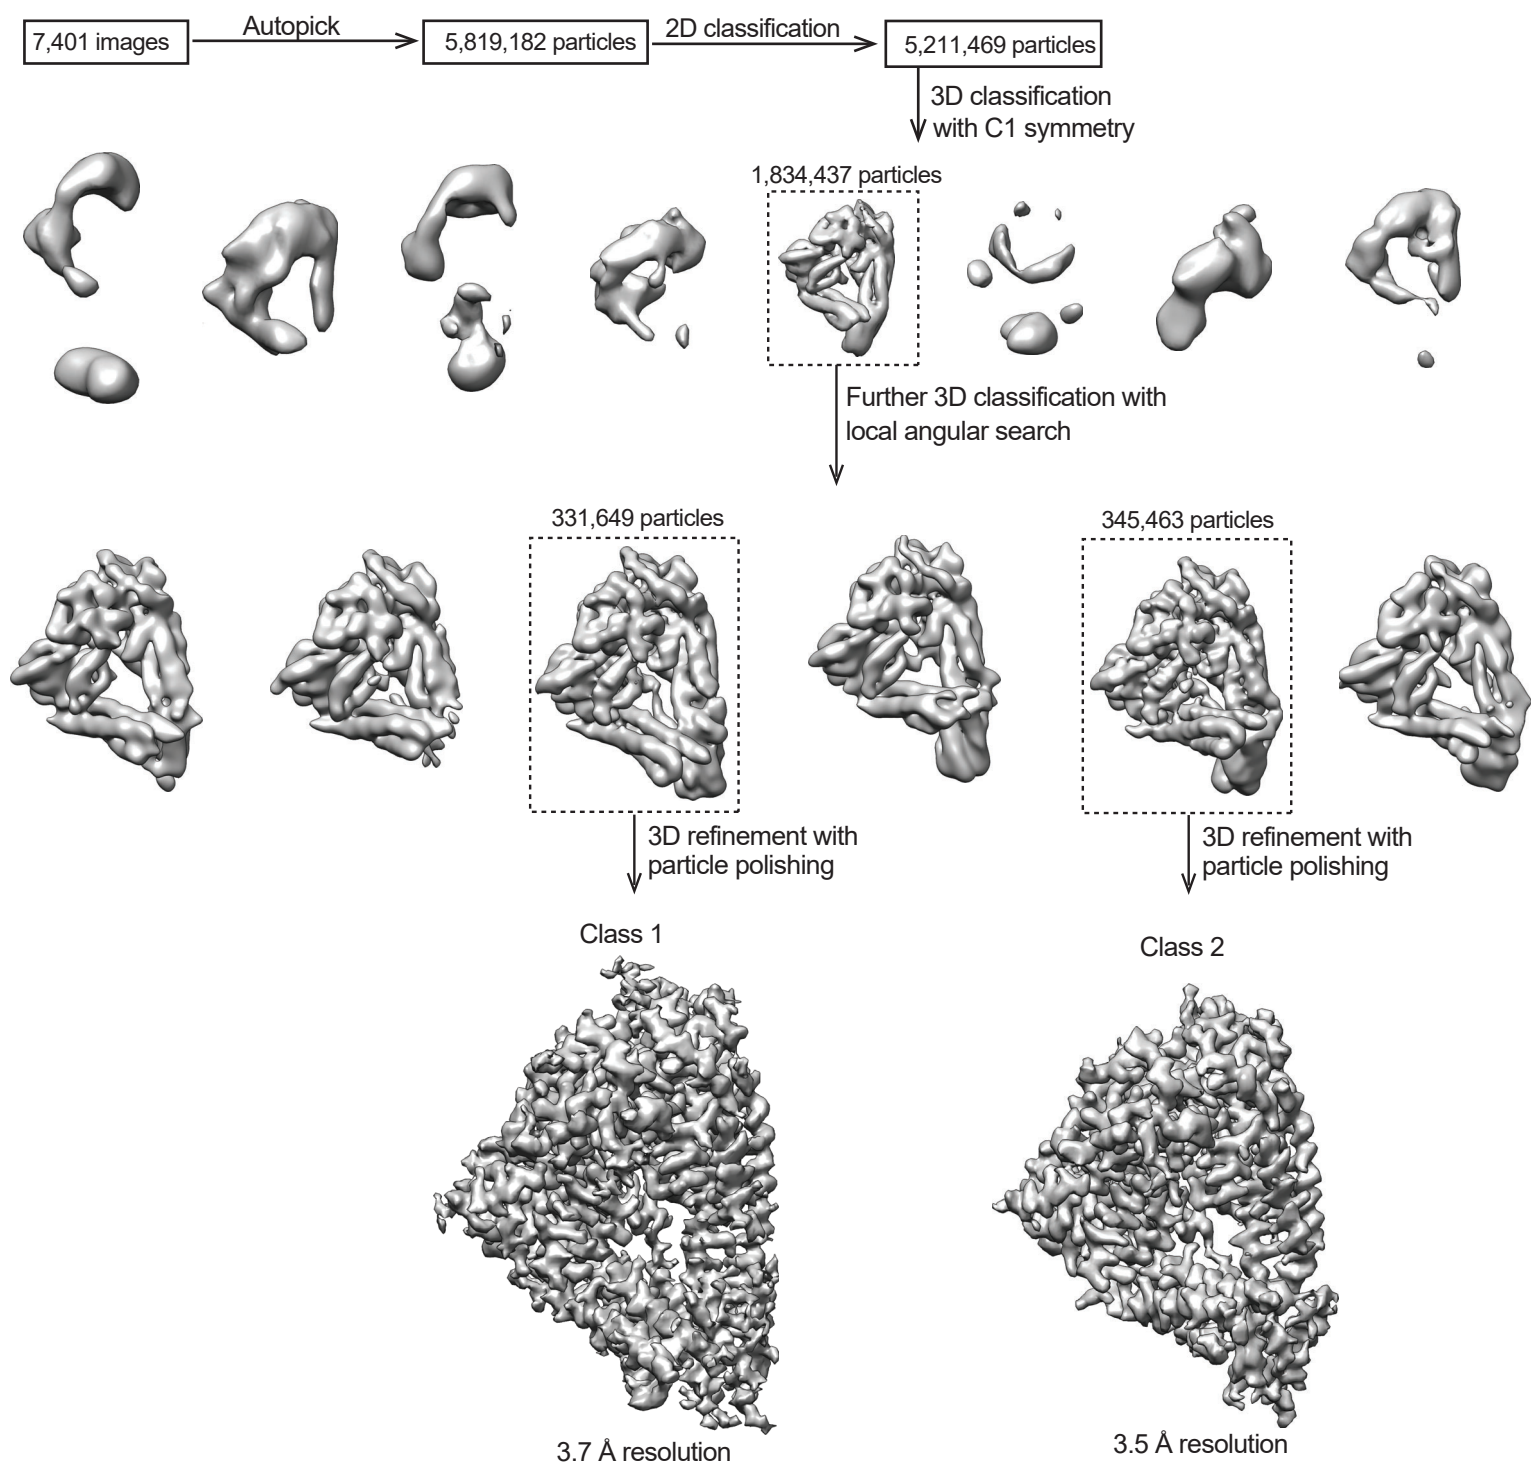 7,401 images
Autopick
5,819,182 particles
2D classification
5,211,469 particles
3D classification
with C1 symmetry
1,834,437 particles
Further 3D classification with
local angular search
331,649 particles
345,463 particles
3D refinement with
particle polishing
3D refinement with
particle polishing
Class 1
Class 2
3.7 Å resolution
3.5 Å resolution